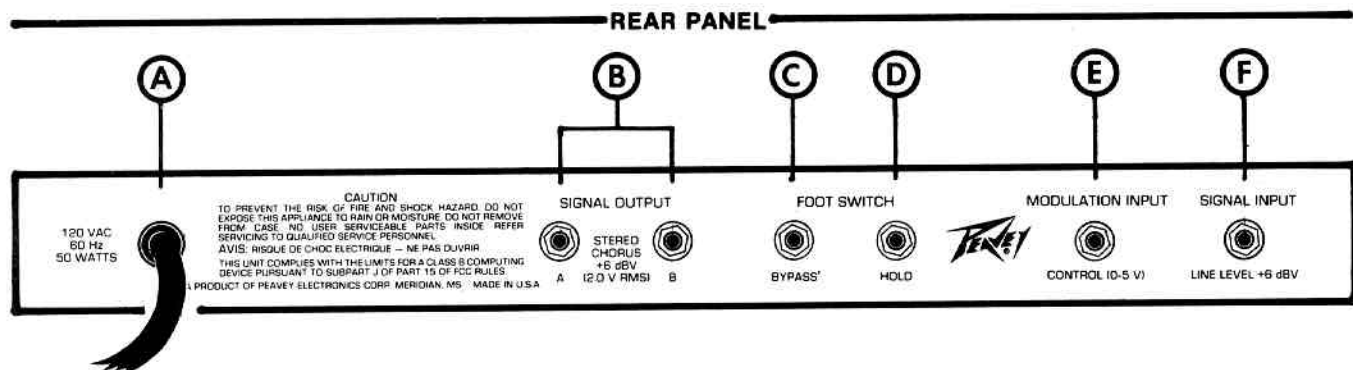 REAR PANEL
A
B
C
D
E
F
120 VAC
60 Hz
50 WATTS
CAUTION
TO PREVENT THE RISK OF FIRE AND SHOCK HAZARD, DO NOT
EXPOSE THIS APPLIANCE TO RAIN OR MOISTURE. DO NOT REMOVE
FROM CASE. NO USER SERVICEABLE PARTS INSIDE REFER
SERVICING TO QUALIFIED SERVICE PERSONNEL
AVIS: RISQUE DE CHOC ELECTRIQUE — NE PAS OUVRIR
THIS UNIT COMPLIES WITH THE LIMITS FOR A CLASS B COMPUTING
DEVICE PURSUANT TO SUBPART J OF PART 15 OF FCC RULES
A PRODUCT OF PEAVEY ELECTRONICS CORP. MERIDIAN, MS MADE IN U.S.A
SIGNAL OUTPUT
A
STEREO
CHORUS
+6 dBV
(2.0 V RMS)
B
FOOT SWITCH
BYPASS'
HOLD
PEAVEY
MODULATION INPUT
CONTROL (0-5 V)
SIGNAL INPUT
LINE LEVEL +6 dBV